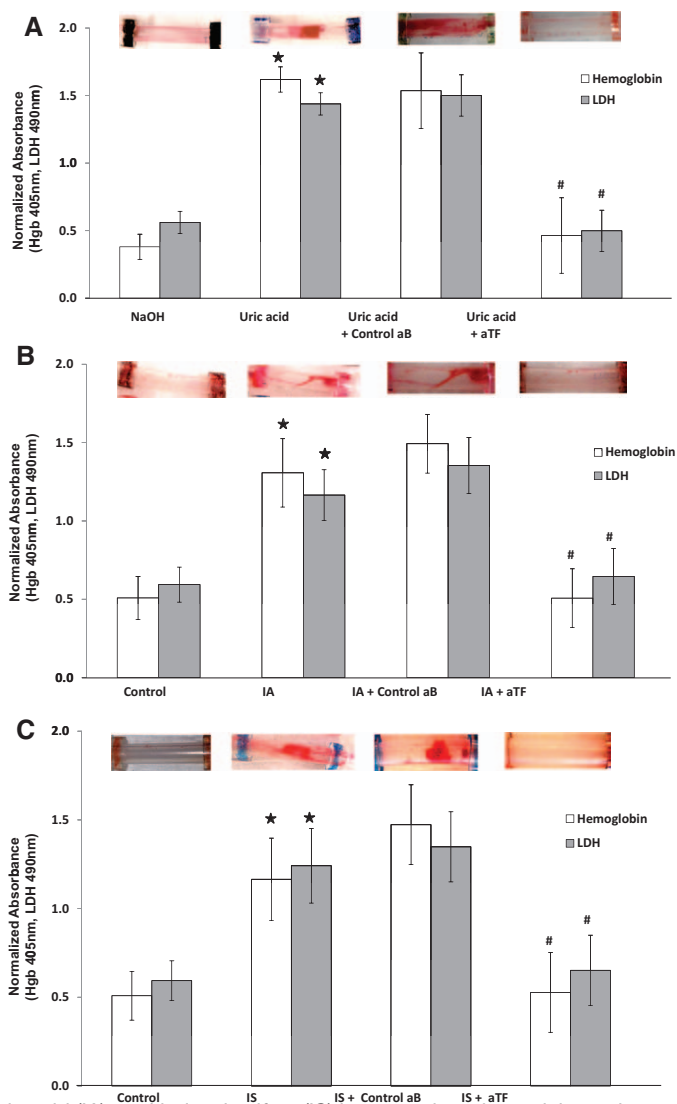 A
2.0
1.5
1.0
0.5
0.0
Normalized Absorbance
(Hgb 405nm, LDH 490nm)
★
★
#
#
Hemoglobin
LDH
NaOH
Uric acid
Uric acid
+ Control aB
Uric acid
+ aTF
B
2.0
1.5
1.0
0.5
0.0
Normalized Absorbance
(Hgb 405nm, LDH 490nm)
★
★
#
#
Hemoglobin
LDH
Control
IA
IA + Control aB
IA + aTF
C
2.0
1.5
1.0
0.5
0.0
Normalized Absorbance
(Hgb 405nm, LDH 490nm)
★
★
#
#
Hemoglobin
LDH
Control
IS
IS + Control aB
IS + aTF